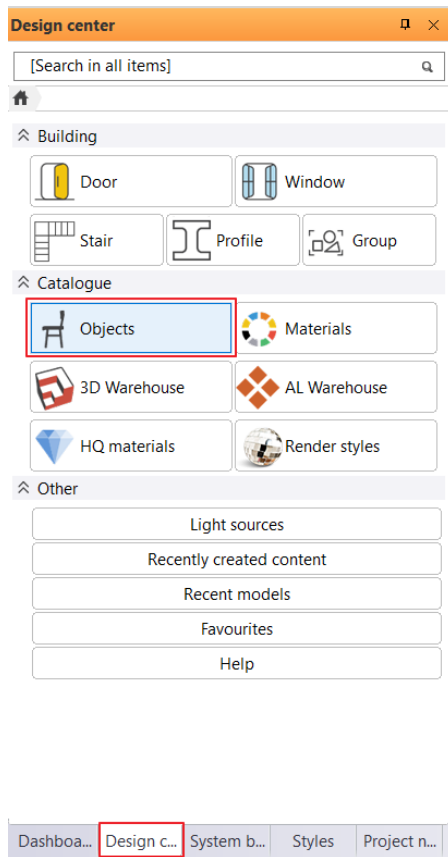 Design center
[Search in all items]
Building
Door
Window
Stair
Profile
Group
Catalogue
Objects
Materials
3D Warehouse
AL Warehouse
HQ materials
Render styles
Other
Light sources
Recently created content
Recent models
Favourites
Help
Dashboa... Design c... System b... Styles Project n...